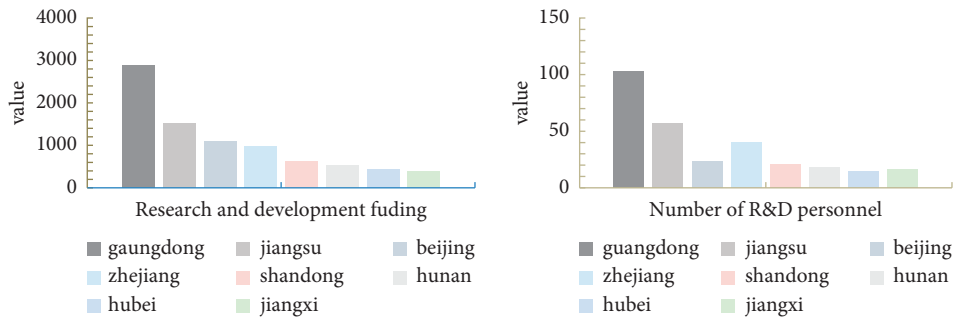 4000
3000
2000
1000
0
value
Research and development fuding
gaungdong jiangsu beijing
zhejiang shandong hunan
hubei jiangxi
150
100
50
0
value
Number of R&D personnel
guangdong jiangsu beijing
zhejiang shandong hunan
hubei jiangxi